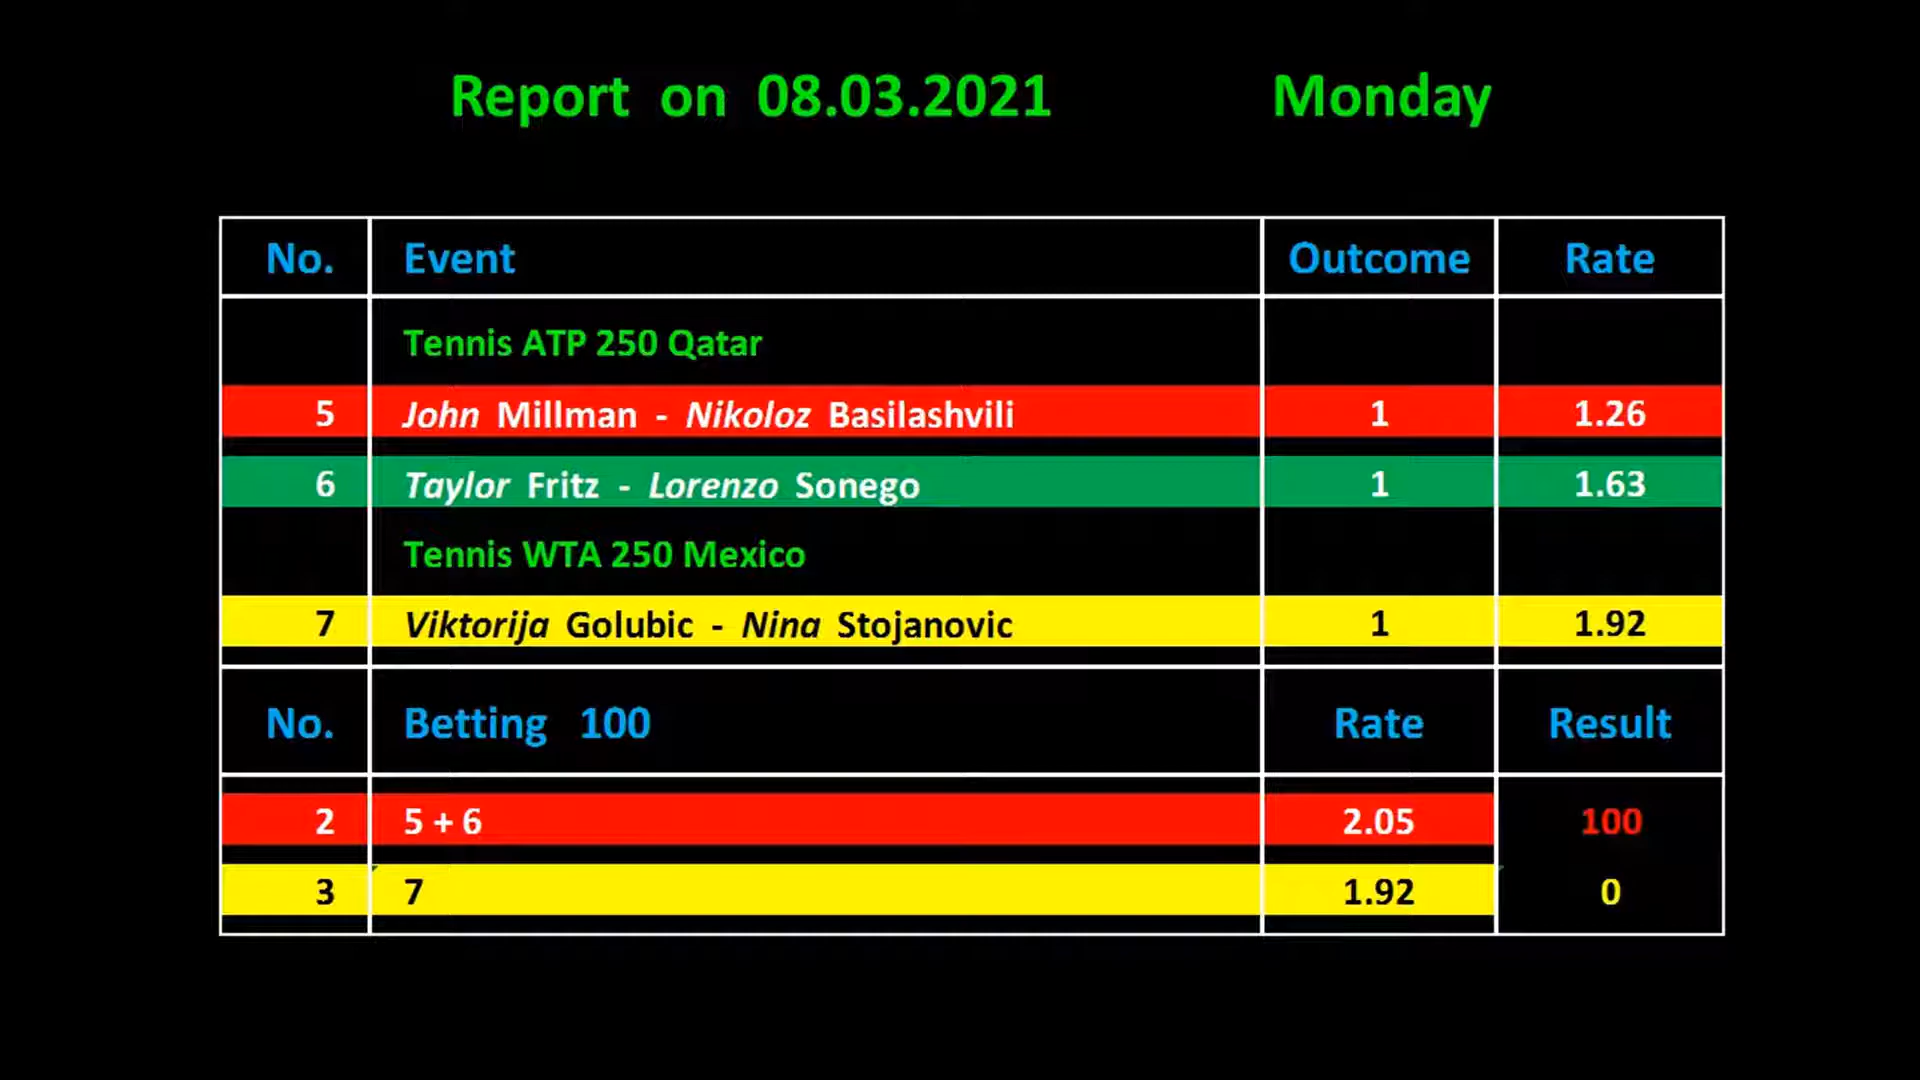 Report on 08.03.2021 Monday
No. Event Outcome Rate
Tennis ATP 250 Qatar
5 John Millman - Nikoloz Basilashvili 1 1.26
6 Taylor Fritz - Lorenzo Sonego 1 1.63
Tennis WTA 250 Mexico
7 Viktorija Golubic - Nina Stojanovic 1 1.92
No. Betting 100 Rate Result
2 5 + 6 2.05 100
3 7 1.92 0